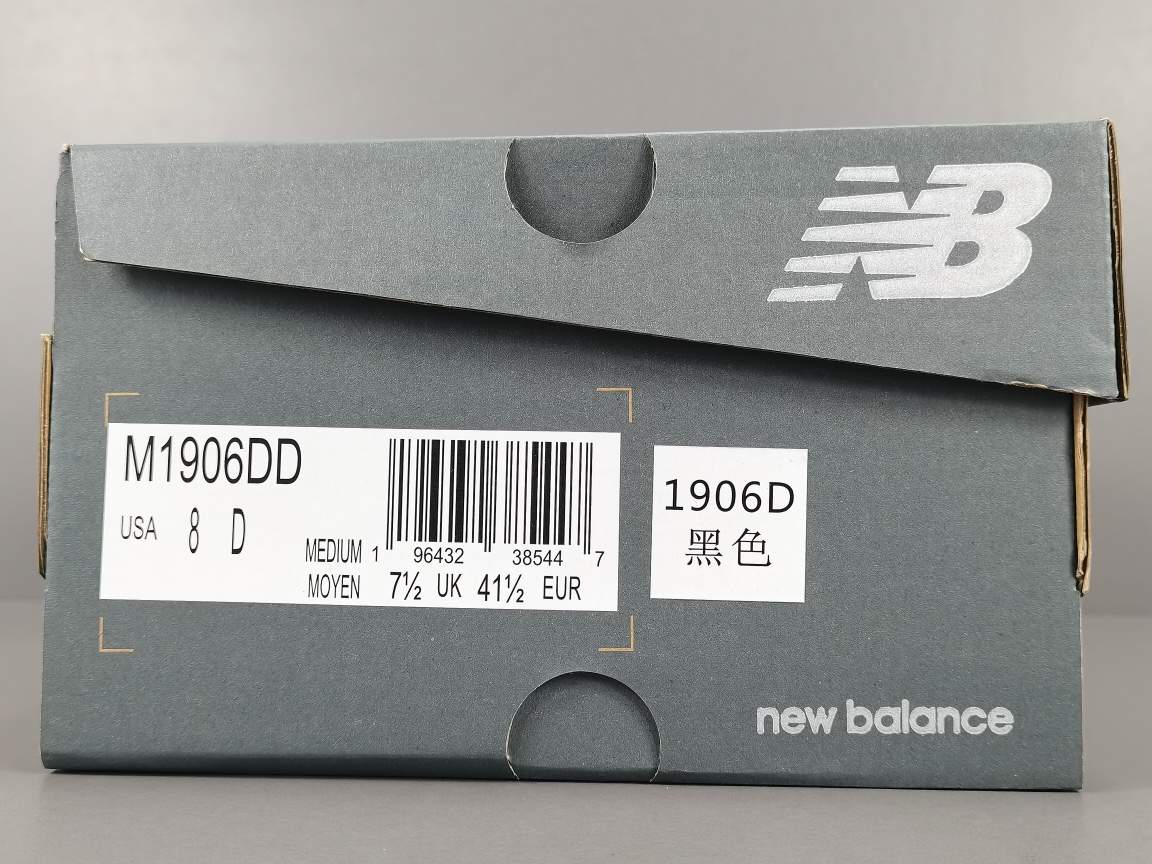 NB
M1906DD
USA 8 D
MEDIUM 1 96432 38544 7
MOYEN 7½ UK 41½ EUR
1906D
黑色
new balance